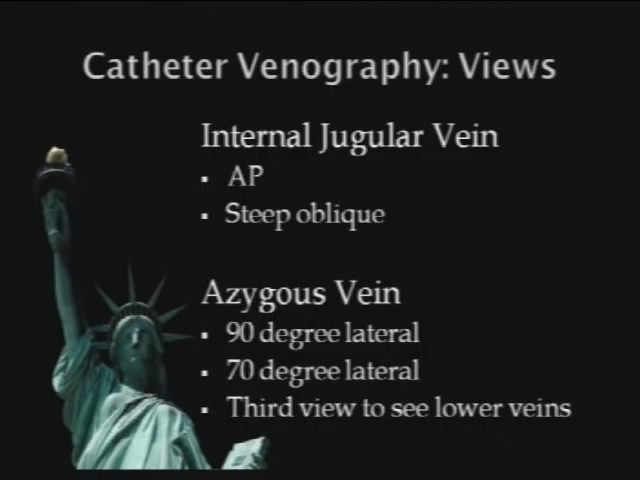 Catheter Venography: Views
Internal Jugular Vein
▪ AP
▪ Steep oblique
Azygous Vein
▪ 90 degree lateral
▪ 70 degree lateral
▪ Third view to see lower veins